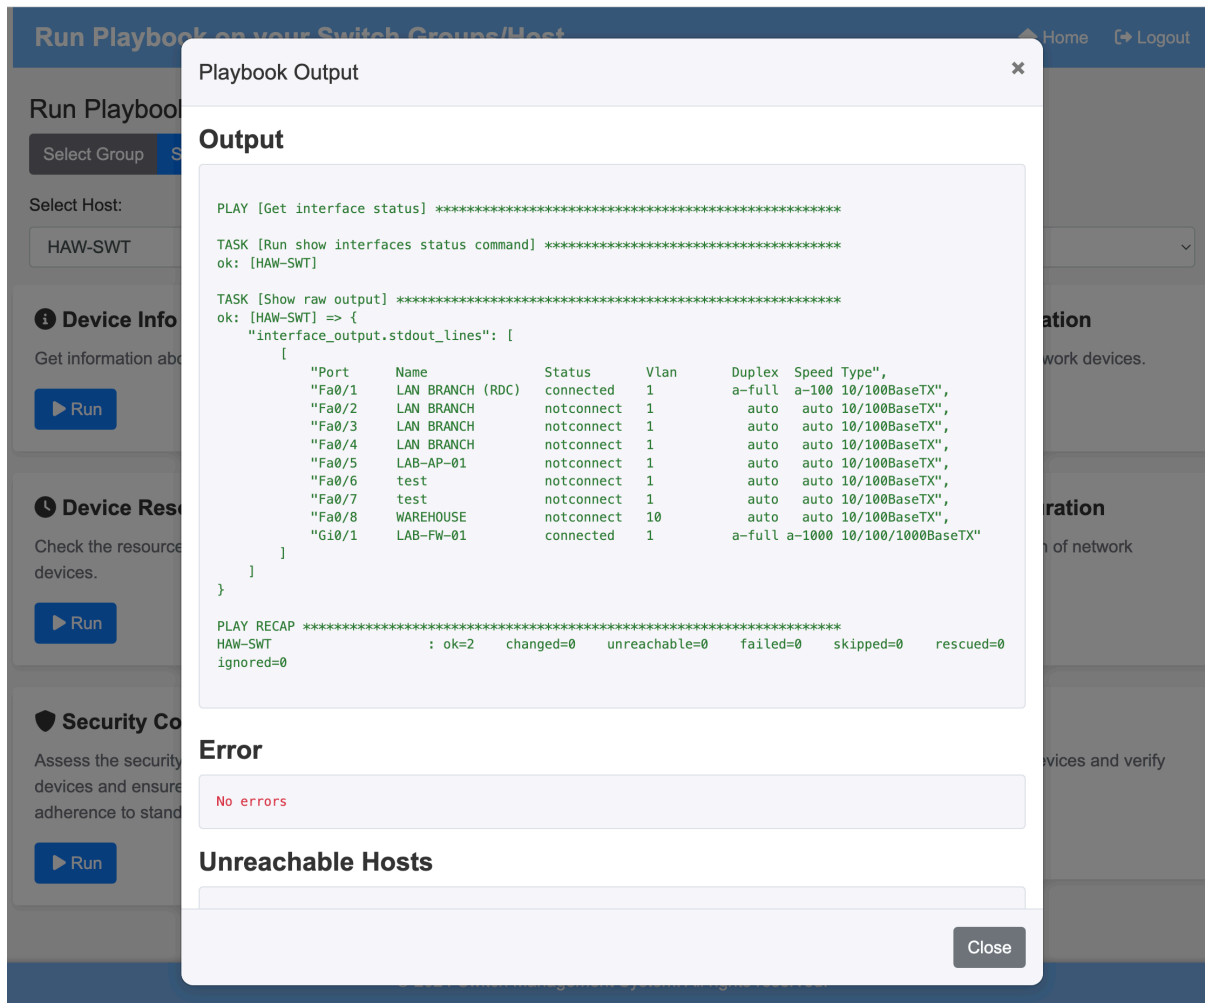 Run Playbook on your Switch Groups/Host
Home
Logout
Playbook Output
×
Run Playbook
Select Group
S
Select Host:
HAW-SWT
Output
PLAY [Get interface status] ****************************************************
TASK [Run show interfaces status command] **************************************
ok: [HAW-SWT]
TASK [Show raw output] *********************************************************
ok: [HAW-SWT] => {
    "interface_output.stdout_lines": [
        [
            "Port      Name               Status       Vlan       Duplex  Speed Type",
            "Fa0/1     LAN BRANCH (RDC)   connected    1          a-full  a-100 10/100BaseTX",
            "Fa0/2     LAN BRANCH         notconnect   1            auto   auto 10/100BaseTX",
            "Fa0/3     LAN BRANCH         notconnect   1            auto   auto 10/100BaseTX",
            "Fa0/4     LAN BRANCH         notconnect   1            auto   auto 10/100BaseTX",
            "Fa0/5     LAB-AP-01          notconnect   1            auto   auto 10/100BaseTX",
            "Fa0/6     test               notconnect   1            auto   auto 10/100BaseTX",
            "Fa0/7     test               notconnect   1            auto   auto 10/100BaseTX",
            "Fa0/8     WAREHOUSE          notconnect   10           auto   auto 10/100BaseTX",
            "Gi0/1     LAB-FW-01          connected    1          a-full a-1000 10/100/1000BaseTX"
        ]
    ]
}
PLAY RECAP *********************************************************************
HAW-SWT                    : ok=2    changed=0    unreachable=0    failed=0    skipped=0    rescued=0
ignored=0
Error
No errors
Unreachable Hosts
Close
Device Info
Get information abo
Run
ation
work devices.
Device Reso
Check the resource
devices.
Run
ration
n of network
Security Co
Assess the security
devices and ensure
adherence to stand
Run
evices and verify